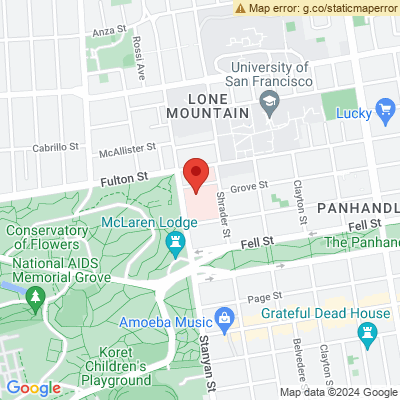 Map error: g.co/staticmaperror
Anza St
Rossi Ave
University of
San Francisco
LONE
MOUNTAIN
Lucky
Cabrillo St
McAllister St
Fulton St
Grove St
Shrader St
Clayton St
PANHANDL
McLaren Lodge
Conservatory
of Flowers
Fell St
Fell St
The Panhand
National AIDS
Memorial Grove
Page St
Amoeba Music
Grateful Dead House
Stanyan St
Belvedere
Clayton St
Koret
Children's
Playground
Google
Map data ©2024 Google